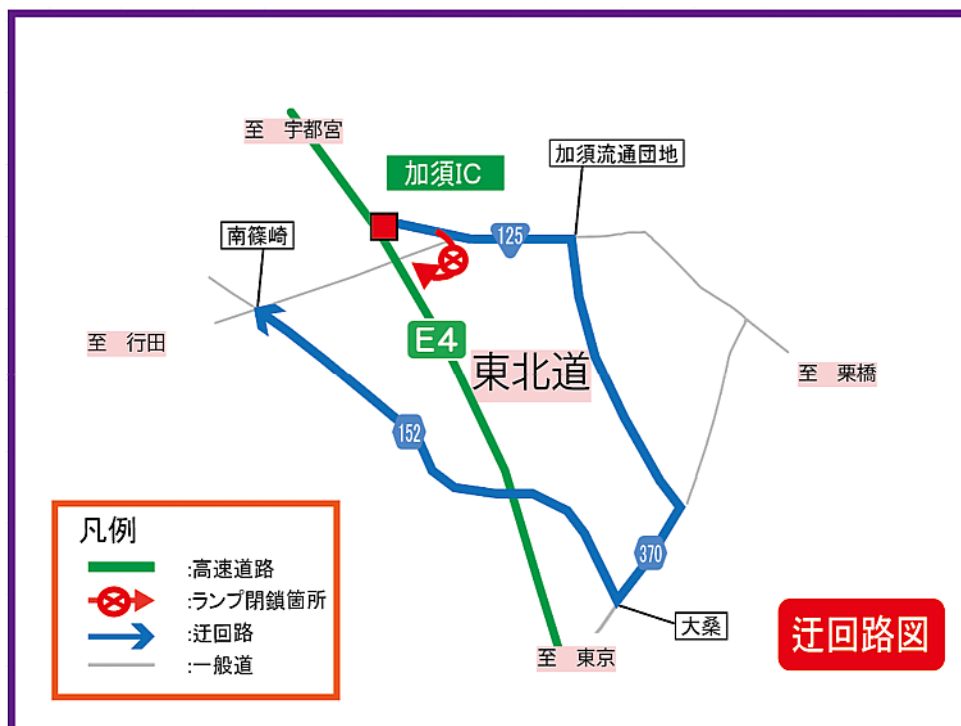 至　宇都宮
加須流通団地
加須IC
南篠崎
125
至　行田
E4
東北道
至　栗橋
152
凡例
:高速道路
:ランプ閉鎖箇所
:迂回路
:一般道
370
大桑
至　東京
迂回路図